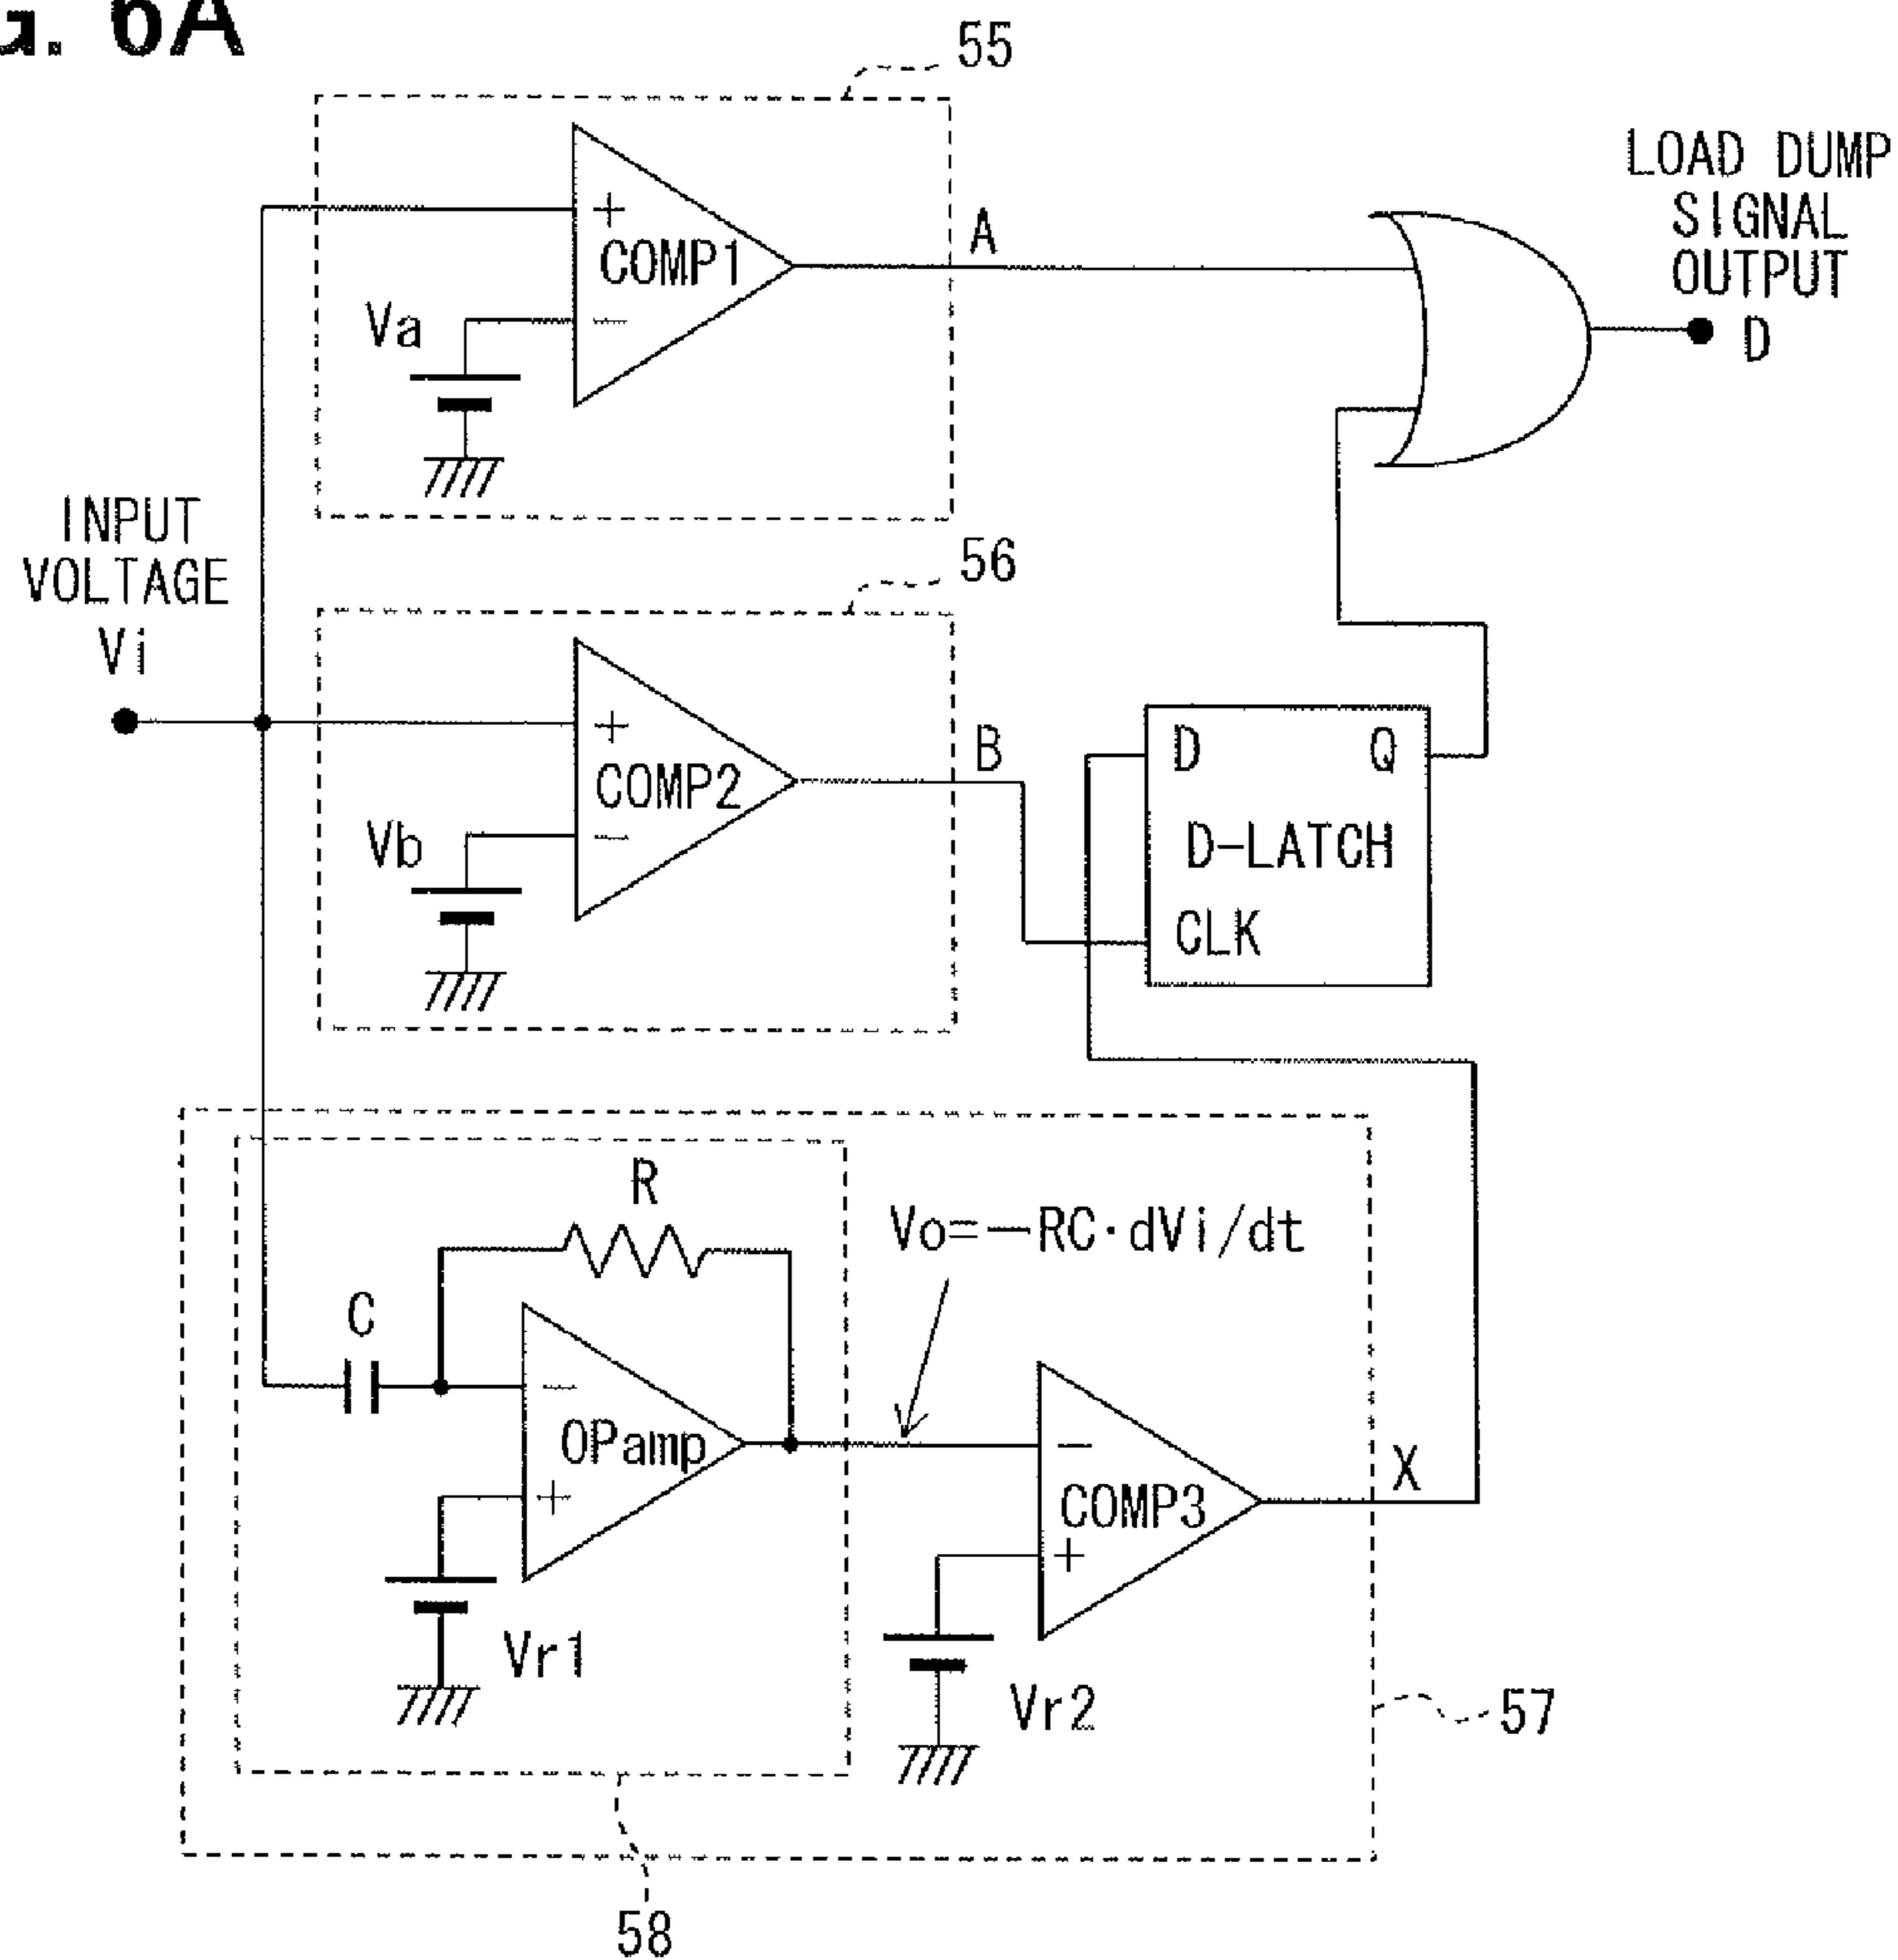 G. 6A
55
LOAD DUMP
SIGNAL
OUTPUT
D
+
COMP1
−
A
Va
INPUT
VOLTAGE
Vi
56
+
COMP2
−
B
Vb
D Q
D-LATCH
CLK
R
Vo=−RC·dVi/dt
C
−
OPamp
+
Vr1
−
COMP3
+
X
Vr2
57
58